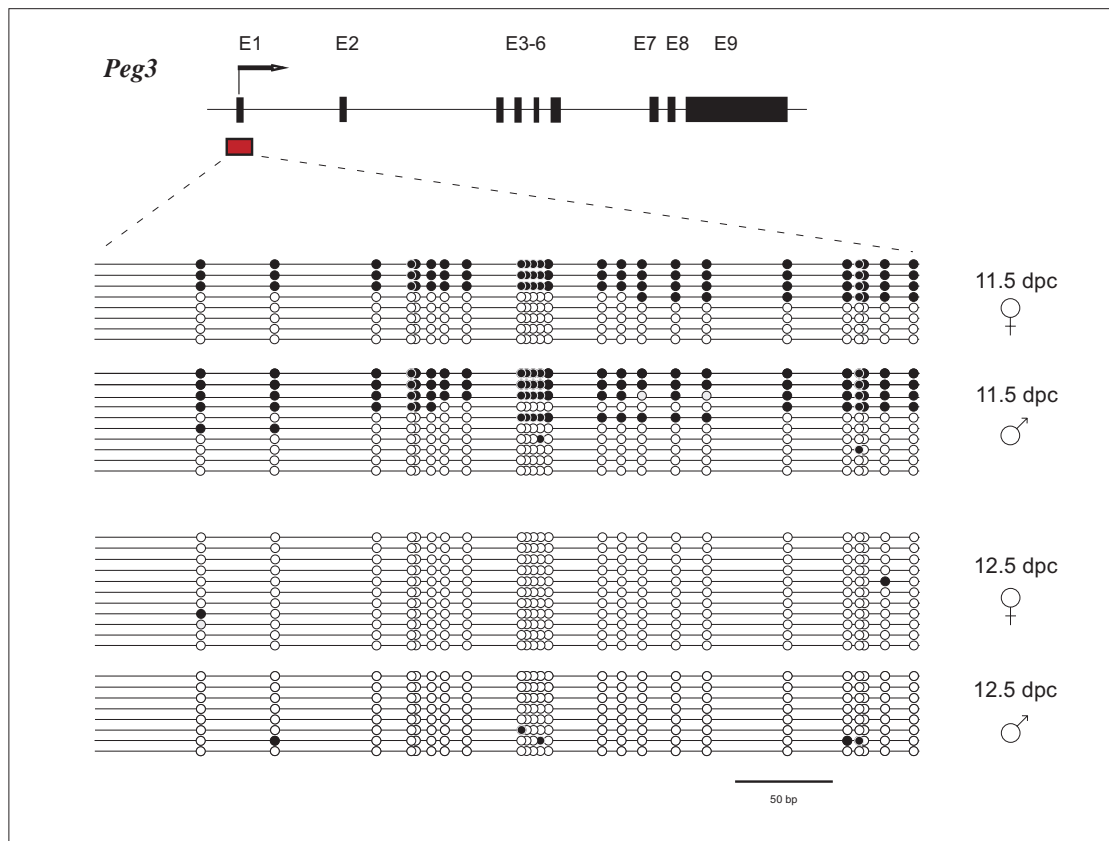 E1 E2 E3-6 E7 E8 E9
Peg3
11.5 dpc
♀
11.5 dpc
♂
12.5 dpc
♀
12.5 dpc
♂
50 bp